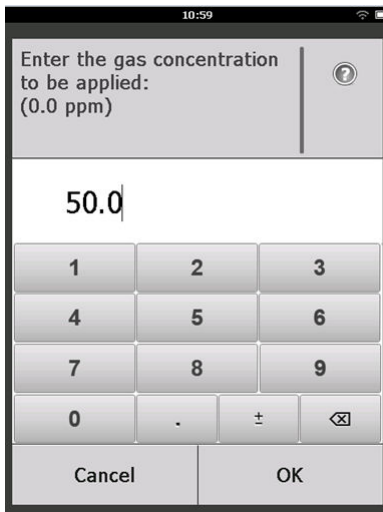 10:59
Enter the gas concentration
to be applied:
(0.0 ppm)
?
50.0
1 2 3
4 5 6
7 8 9
0 . ±
Cancel OK